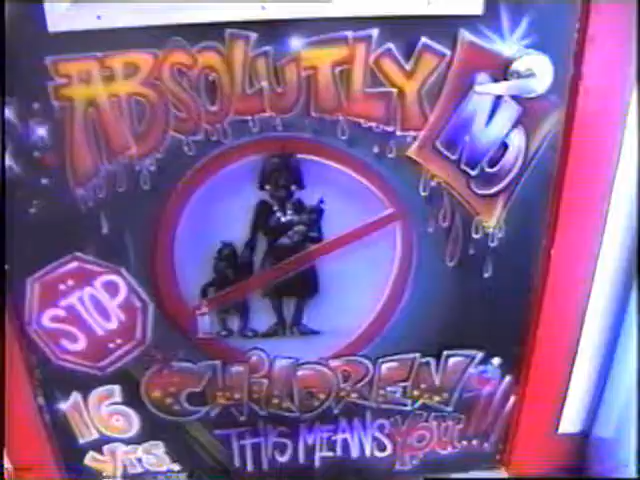 ABSOLUTLY NO
STOP
CHILDREN
16 YRS.
THIS MEANS YOU...!!!